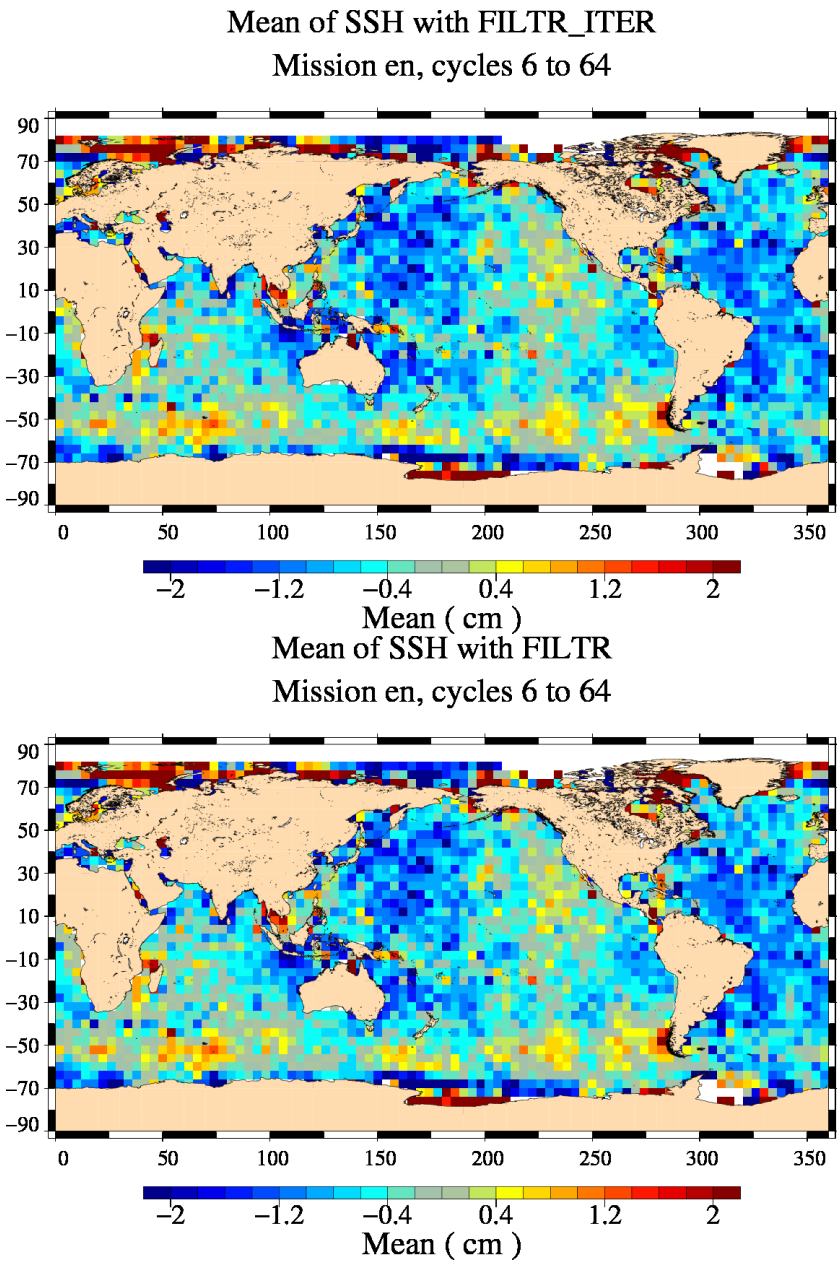 Mean of SSH with FILTR_ITER
Mission en, cycles 6 to 64
90
70
50
30
10
−10
−30
−50
−70
−90
0 50 100 150 200 250 300 350
−2 −1.2 −0.4 0.4 1.2 2
Mean ( cm )
Mean of SSH with FILTR
Mission en, cycles 6 to 64
90
70
50
30
10
−10
−30
−50
−70
−90
0 50 100 150 200 250 300 350
−2 −1.2 −0.4 0.4 1.2 2
Mean ( cm )